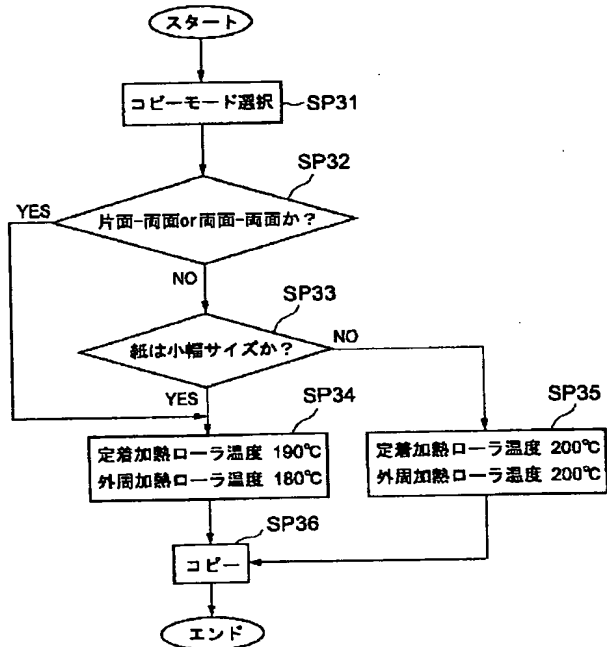 スタート
コピーモード選択
SP31
SP32
YES
片面-両面or両面-両面か？
NO
SP33
紙は小幅サイズか？
NO
YES
SP34
定着加熱ローラ温度 190℃
外周加熱ローラ温度 180℃
SP35
定着加熱ローラ温度 200℃
外周加熱ローラ温度 200℃
SP36
コピー
エンド